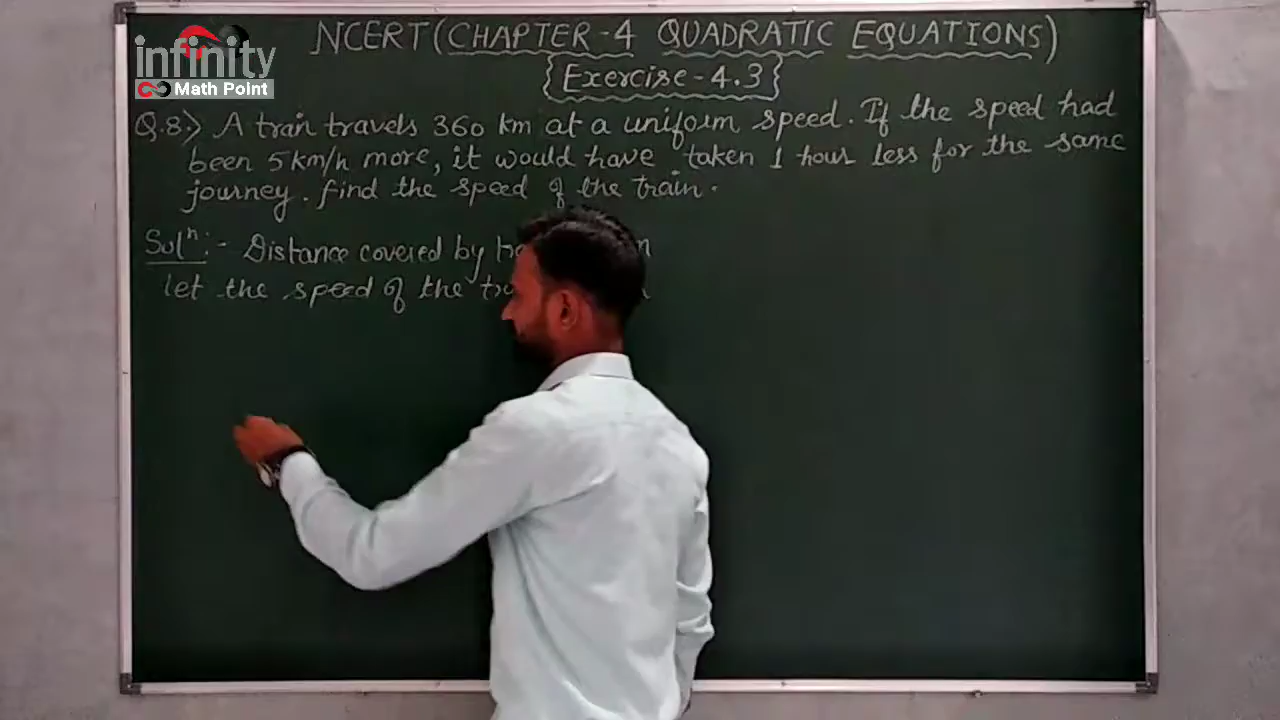 infinity
Math Point
NCERT (CHAPTER-4 QUADRATIC EQUATIONS)
{Exercise-4.3}
Q.8.> A train travels 360 km at a uniform speed. If the speed had
been 5 km/h more, it would have taken 1 hour less for the same
journey. find the speed of the train.
Solⁿ:- Distance covered by
let the speed of the